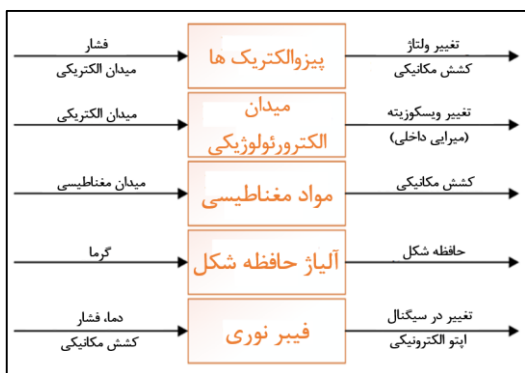 فشار
میدان الکتریکی
پیزوالکتریک ها
تغییر ولتاژ
کشش مکانیکی
میدان الکتریکی
میدان
الکترورئولوژیکی
تغییر ویسکوزیته
(میرایی داخلی)
میدان مغناطیسی
مواد مغناطیسی
کشش مکانیکی
گرما
آلیاژ حافظه شکل
حافظه شکل
دما، فشار
کشش مکانیکی
فیبر نوری
تغییر در سیگنال
اپتو الکترونیکی